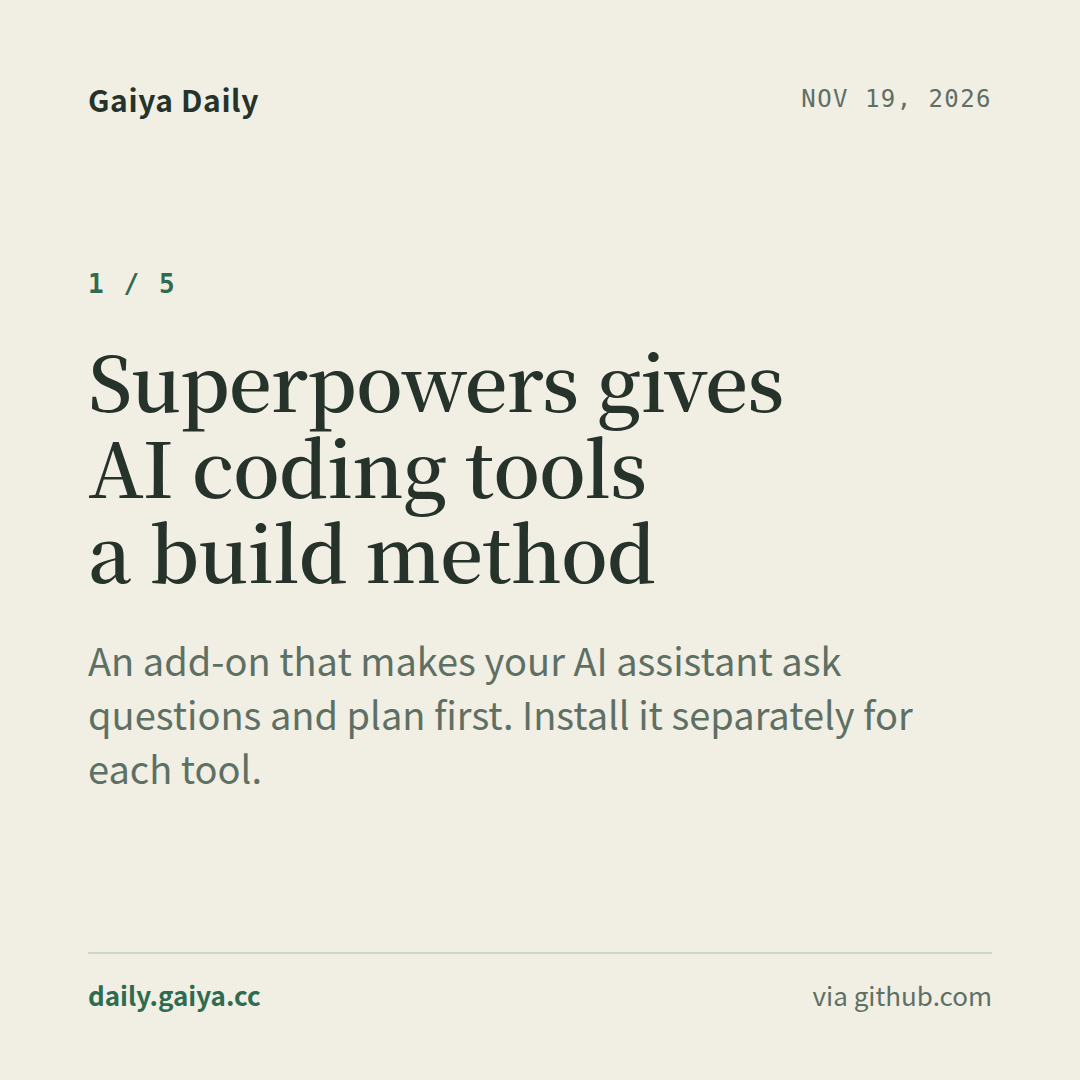 Gaiya Daily
NOV 19, 2026
1 / 5
Superpowers gives
AI coding tools
a build method
An add-on that makes your AI assistant ask
questions and plan first. Install it separately for
each tool.
daily.gaiya.cc
via github.com